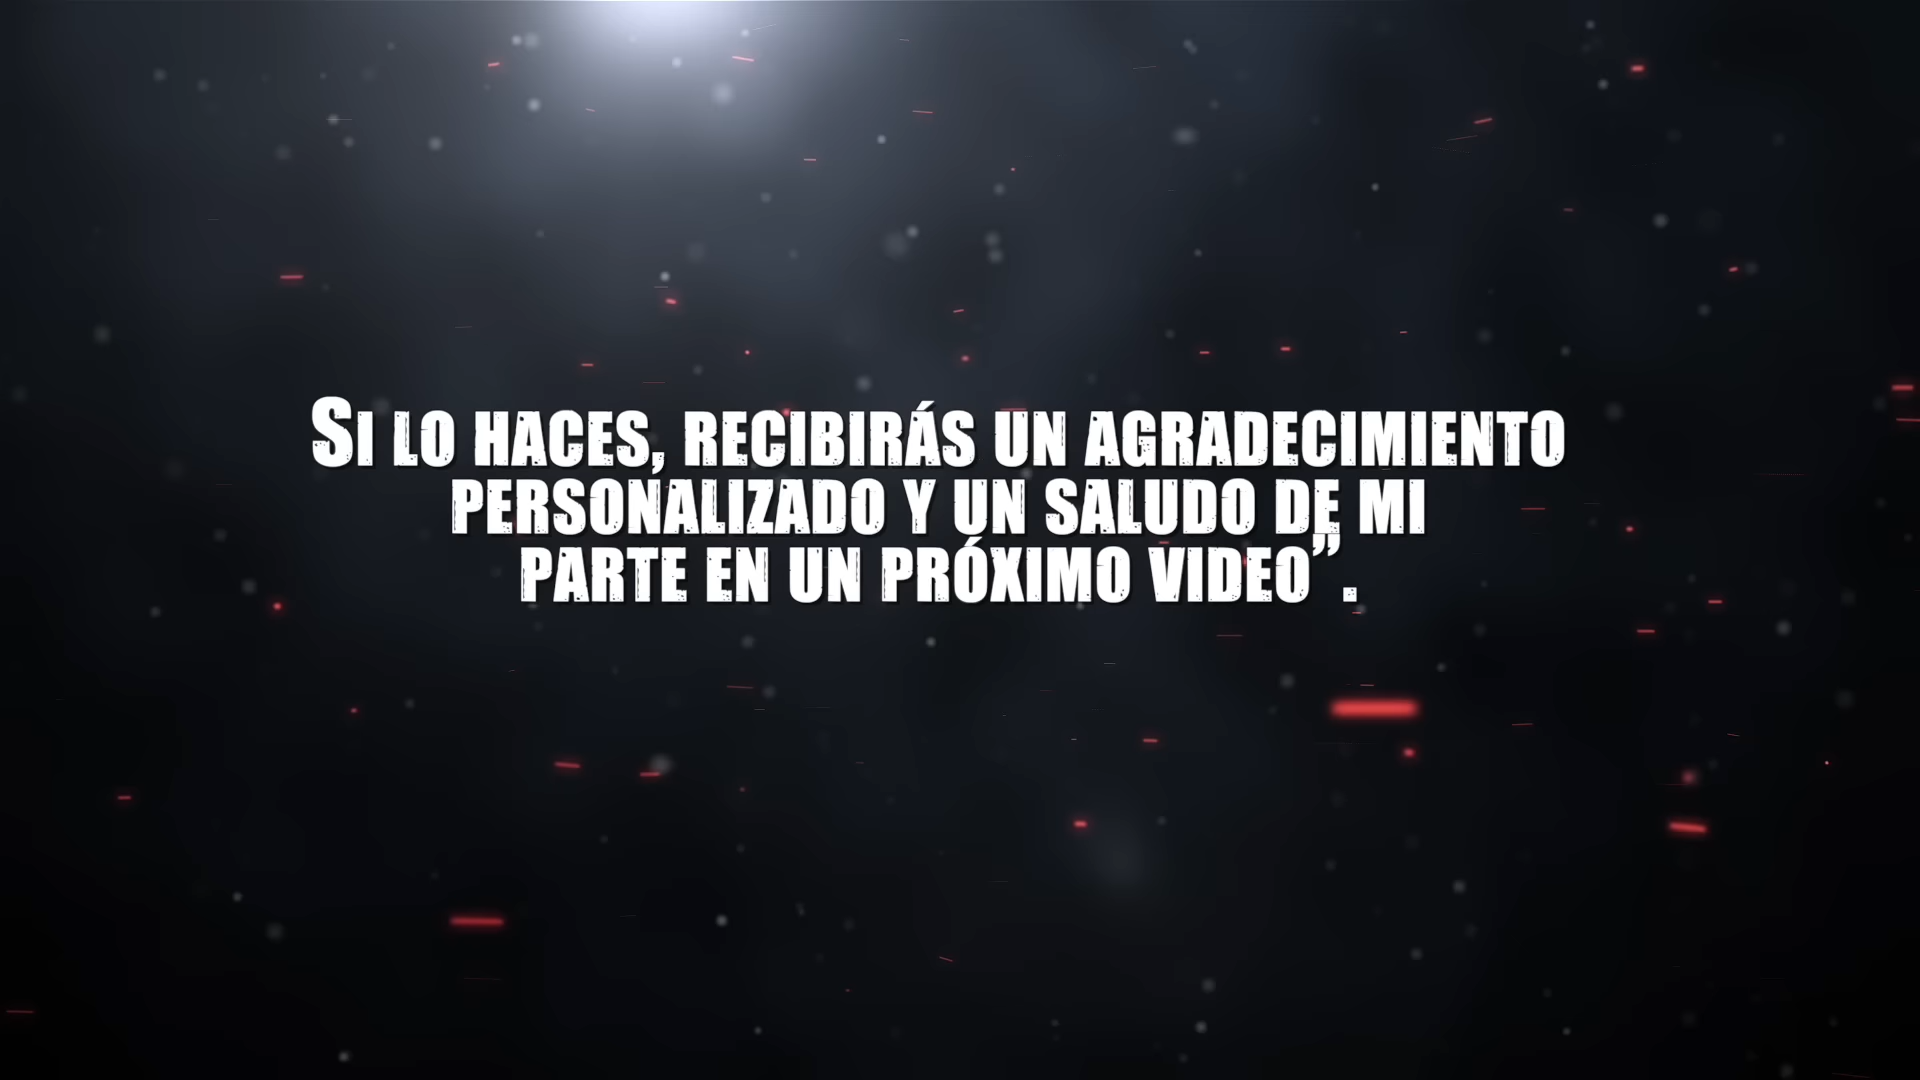 Si lo haces, recibirás un agradecimiento
personalizado y un saludo de mi
parte en un próximo video”.